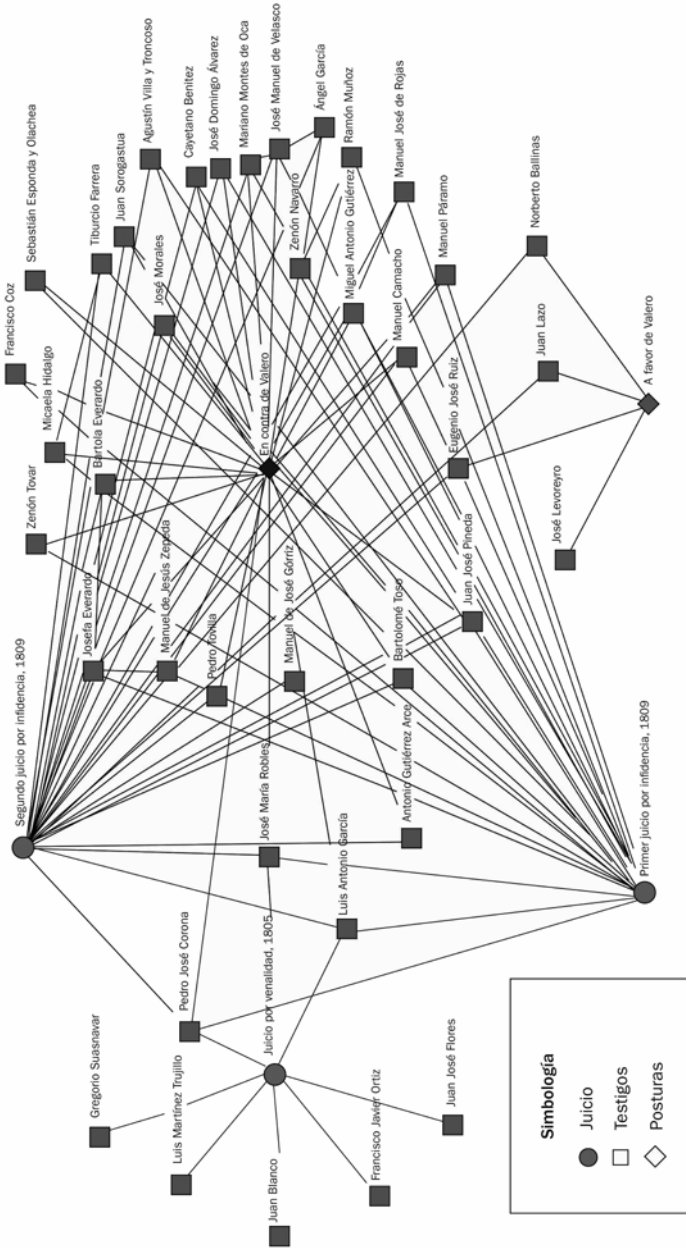 Francisco Coz
Sebastián Esponda y Olachea
Micaela Hidalgo
Tiburcio Farrera
Juan Sorogastua
Agustín Villa y Troncoso
Zenón Tovar
Bartola Everardo
José Morales
Cayetano Benitez
José Domingo Álvarez
Mariano Montes de Oca
José Manuel de Velasco
Ángel García
Segundo juicio por infidencia, 1809
Josefa Everardo
Manuel de Jesús Zepeda
Pedro Tovilla
En contra de Valero
Zenón Navarro
Ramón Muñoz
Miguel Antonio Gutiérrez
Manuel José de Rojas
Manuel de José Górriz
Manuel Camacho
Manuel Páramo
José María Robles
Bartolomé Toso
Eugenio José Ruiz
Juan José Pineda
Norberto Ballinas
Juan Lazo
Antonio Gutiérrez Arce
José Levoreyro
A favor de Valero
Pedro José Corona
Luis Antonio García
Primer juicio por infidencia, 1809
Gregorio Suasnavar
Juicio por venalidad, 1805
Luis Martínez Trujillo
Juan Blanco
Francisco Javier Ortiz
Juan José Flores
Simbología
Juicio
Testigos
Posturas